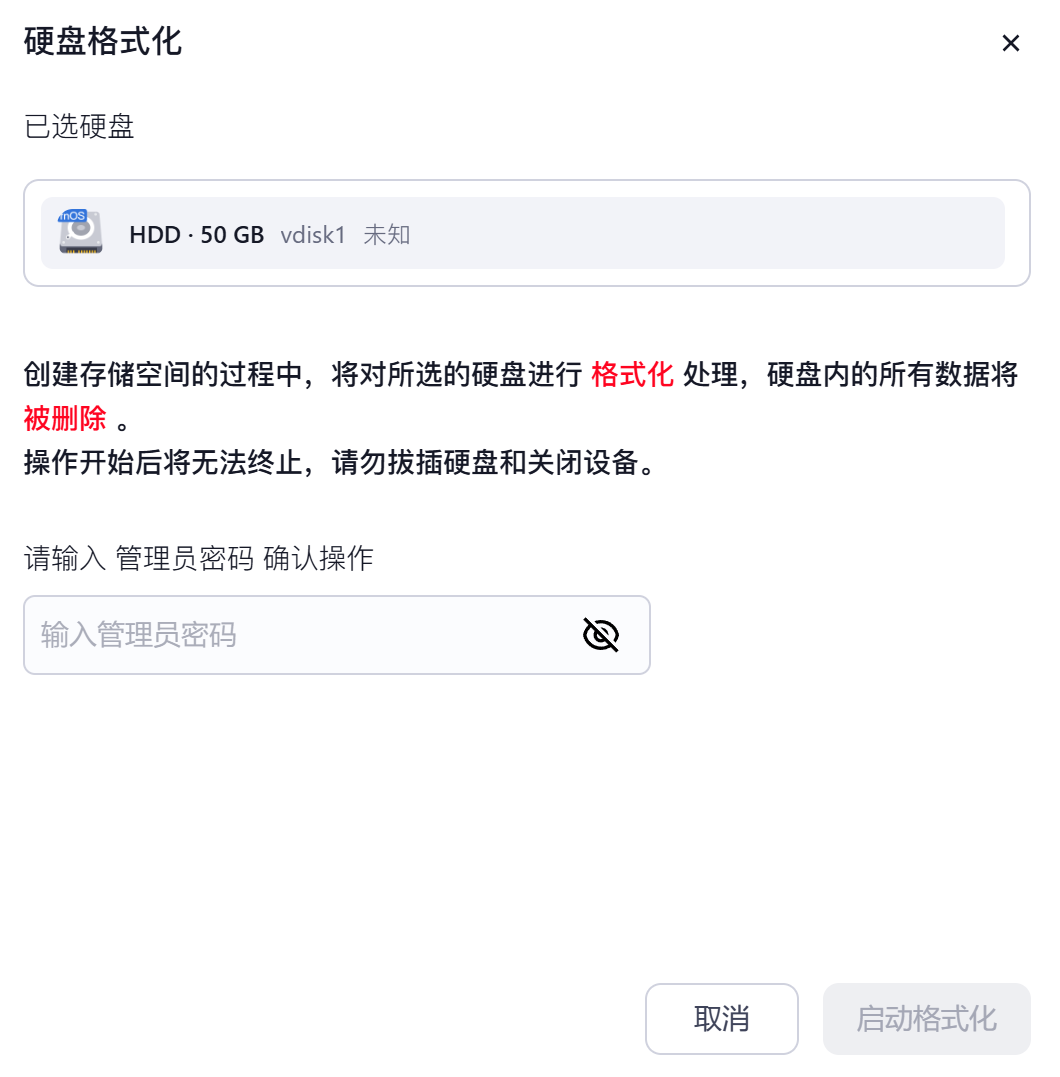 硬盘格式化
已选硬盘
nOS
HDD · 50 GB vdisk1 未知
创建存储空间的过程中，将对所选的硬盘进行 格式化 处理，硬盘内的所有数据将
被删除 。
操作开始后将无法终止，请勿拔插硬盘和关闭设备。
请输入 管理员密码 确认操作
输入管理员密码
取消 启动格式化